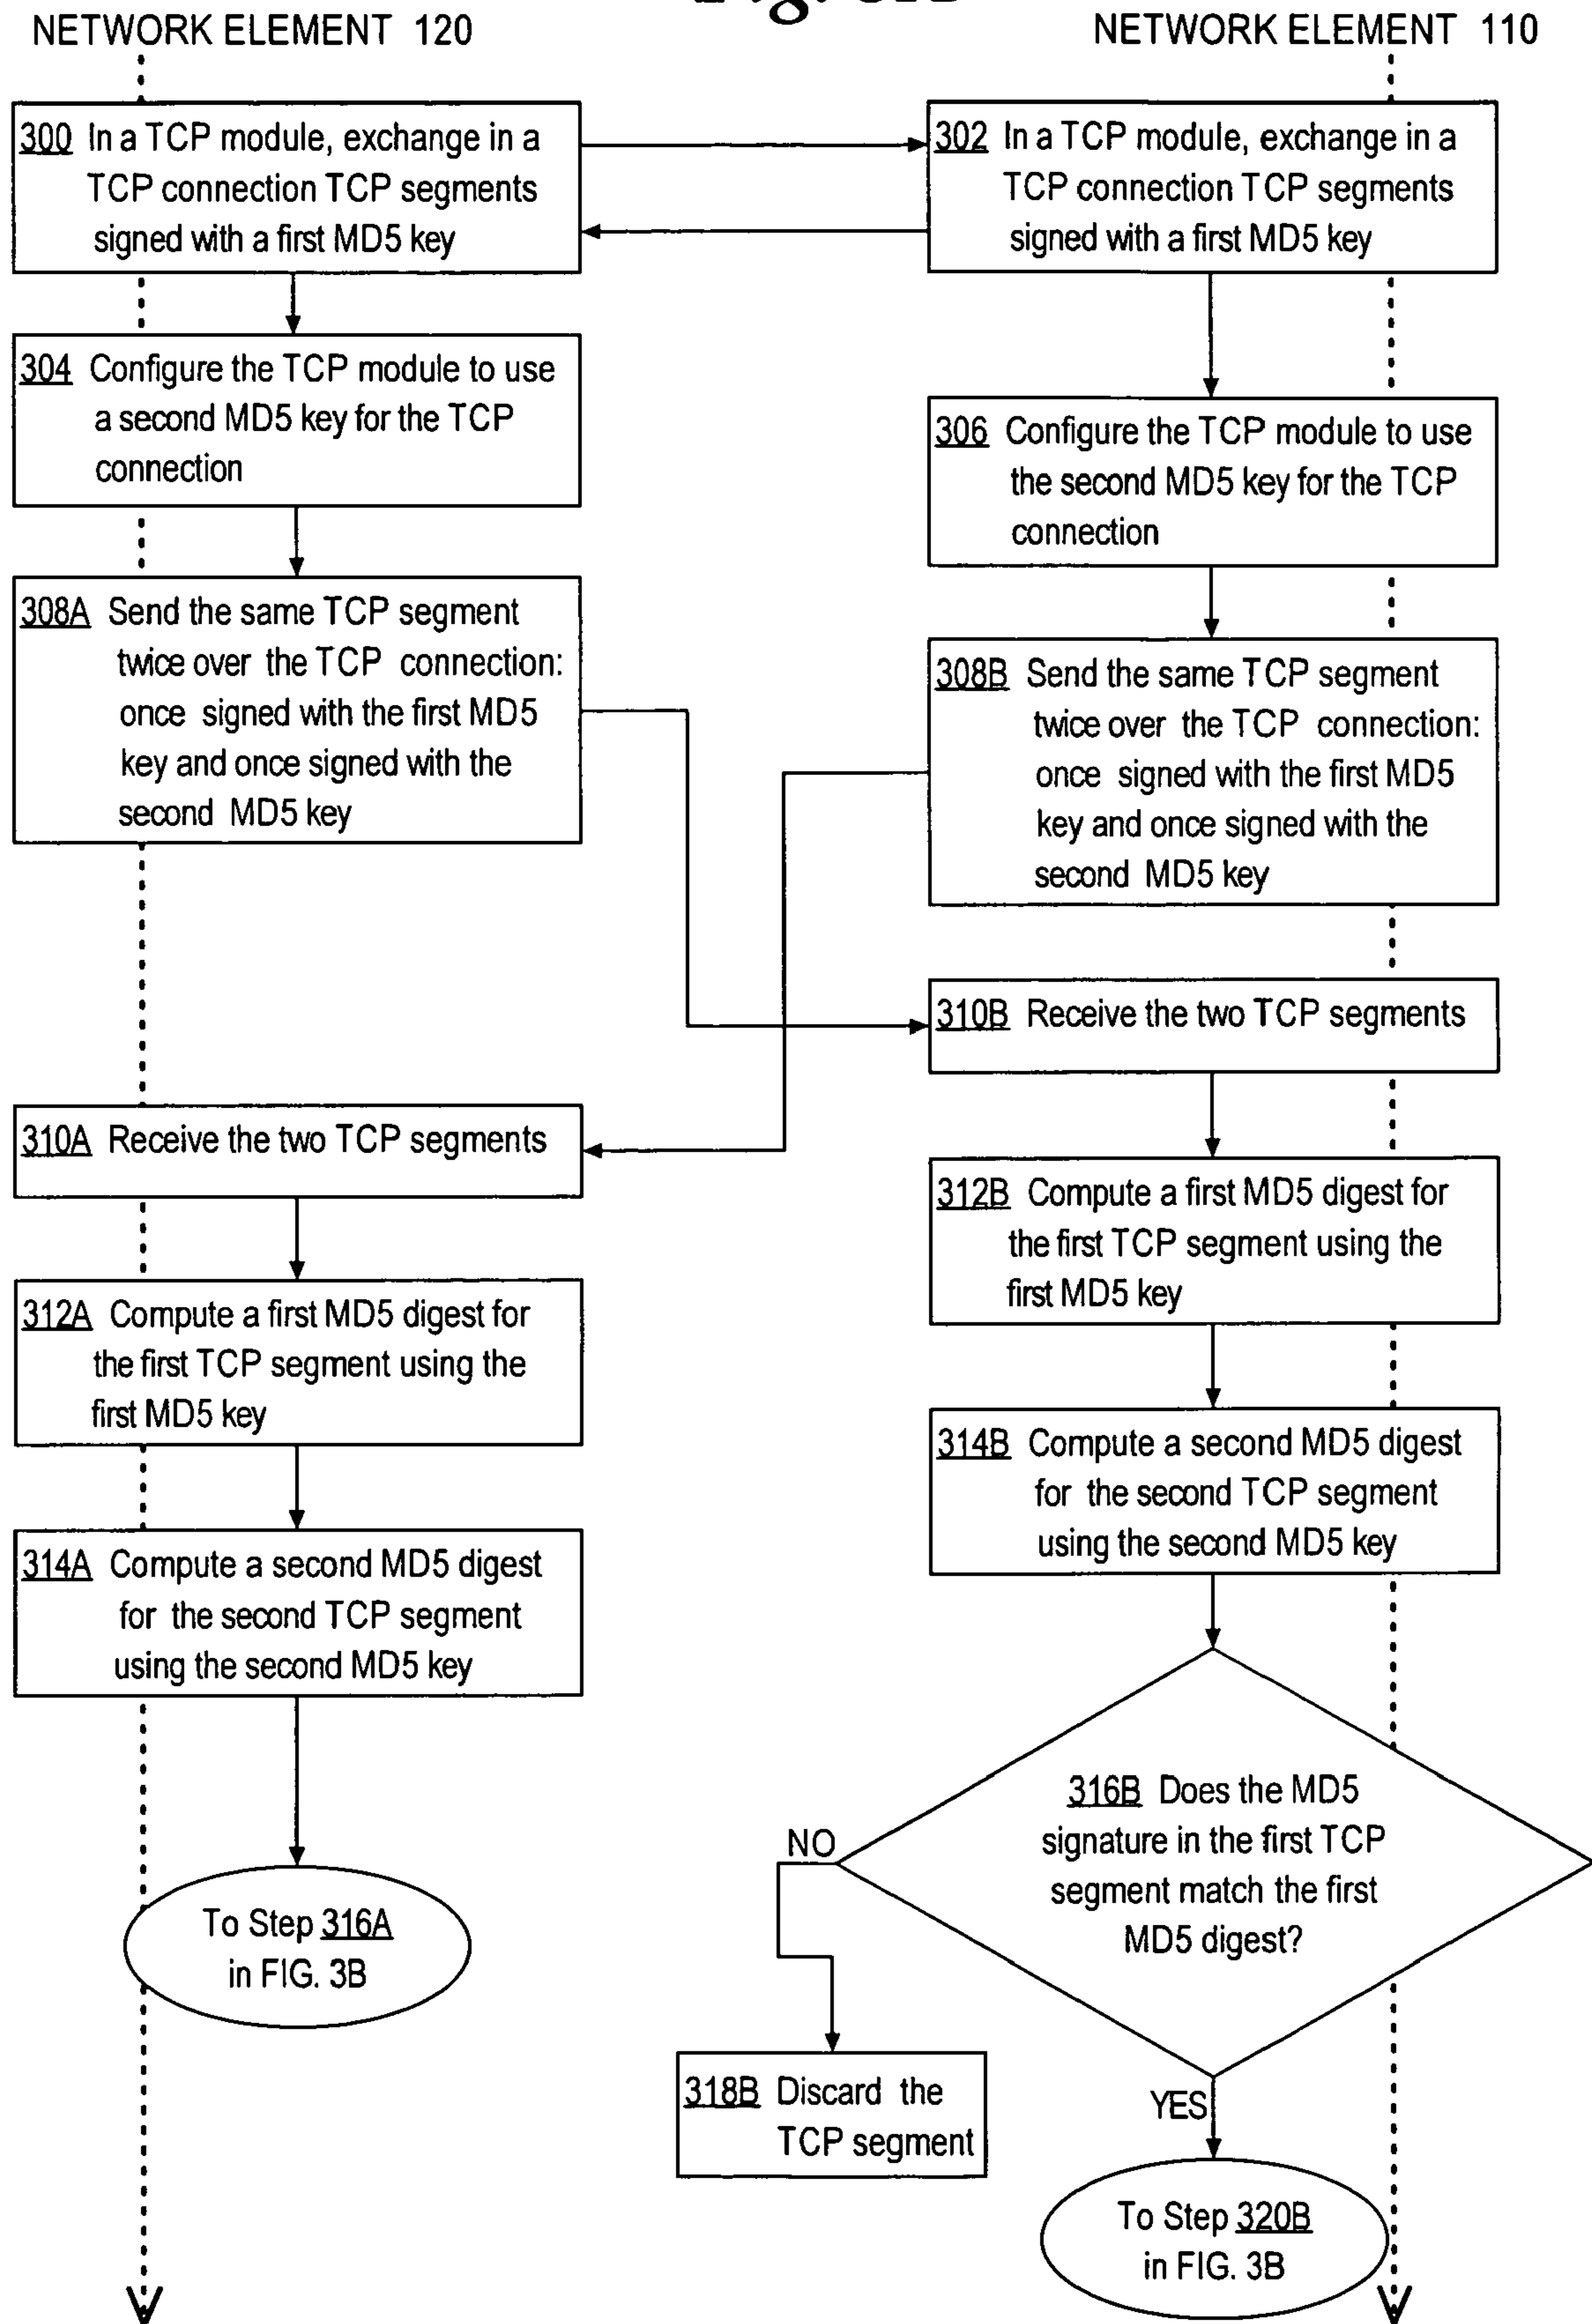 NETWORK ELEMENT 120
NETWORK ELEMENT 110
300 In a TCP module, exchange in a
TCP connection TCP segments
signed with a first MD5 key
302 In a TCP module, exchange in a
TCP connection TCP segments
signed with a first MD5 key
304 Configure the TCP module to use
a second MD5 key for the TCP
connection
306 Configure the TCP module to use
the second MD5 key for the TCP
connection
308A Send the same TCP segment
twice over the TCP connection:
once signed with the first MD5
key and once signed with the
second MD5 key
308B Send the same TCP segment
twice over the TCP connection:
once signed with the first MD5
key and once signed with the
second MD5 key
310B Receive the two TCP segments
310A Receive the two TCP segments
312B Compute a first MD5 digest for
the first TCP segment using the
first MD5 key
312A Compute a first MD5 digest for
the first TCP segment using the
first MD5 key
314B Compute a second MD5 digest
for the second TCP segment
using the second MD5 key
314A Compute a second MD5 digest
for the second TCP segment
using the second MD5 key
316B Does the MD5
signature in the first TCP
segment match the first
MD5 digest?
NO
To Step 316A
in FIG. 3B
318B Discard the
TCP segment
YES
To Step 320B
in FIG. 3B